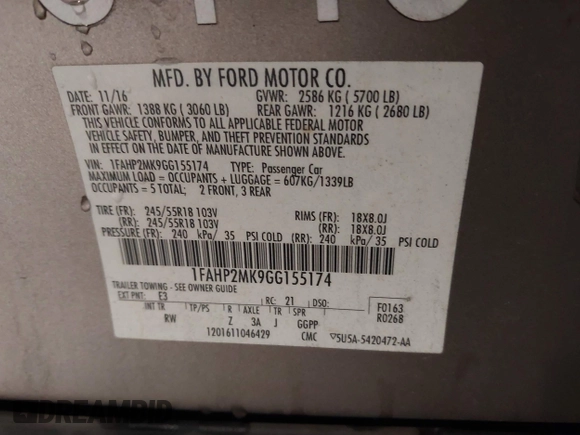 MFD. BY FORD MOTOR CO.
DATE: 11/16 GVWR: 2586 KG ( 5700 LB)
FRONT GAWR: 1388 KG ( 3060 LB) REAR GAWR: 1216 KG ( 2680 LB)
THIS VEHICLE CONFORMS TO ALL APPLICABLE FEDERAL MOTOR
VEHICLE SAFETY, BUMPER, AND THEFT PREVENTION STANDARDS
IN EFFECT ON THE DATE OF MANUFACTURE SHOWN ABOVE.
VIN: 1FAHP2MK9GG155174 TYPE: Passenger Car
MAXIMUM LOAD = OCCUPANTS + LUGGAGE = 607KG/1339LB
OCCUPANTS = 5 TOTAL; 2 FRONT, 3 REAR
TIRE (FR): 245/55R18 103V RIMS (FR): 18X8.0J
(RR): 245/55R18 103V (RR): 18X8.0J
PRESSURE (FR): 240 kPa/ 35 PSI COLD (RR): 240 kPa/ 35 PSI COLD
1FAHP2MK9GG155174
TRAILER TOWING - SEE OWNER GUIDE
EXT PNT: E3 RC: 21 DSO: F0163
INT TR TP/PS R AXLE TR SPR R0268
RW Z 3A J GGPP
1201611046429 CMC ▽5U5A-5420472-AA
DREAMBID